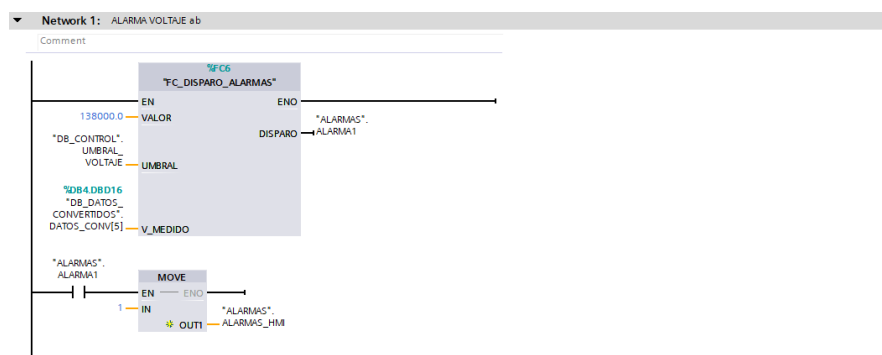 Network 1: ALARMA VOLTAJE ab
Comment
%FC6
"FC_DISPARO_ALARMAS"
EN ENO
138000.0 VALOR
"ALARMAS".
DISPARO ALARMA1
"DB_CONTROL".
UMBRAL_
VOLTAJE UMBRAL
%DB4.DBD16
"DB_DATOS_
CONVERTIDOS".
DATOS_CONV[5] V_MEDIDO
"ALARMAS".
ALARMA1
MOVE
EN ENO
1 IN
"ALARMAS".
OUT1 ALARMAS_HMI